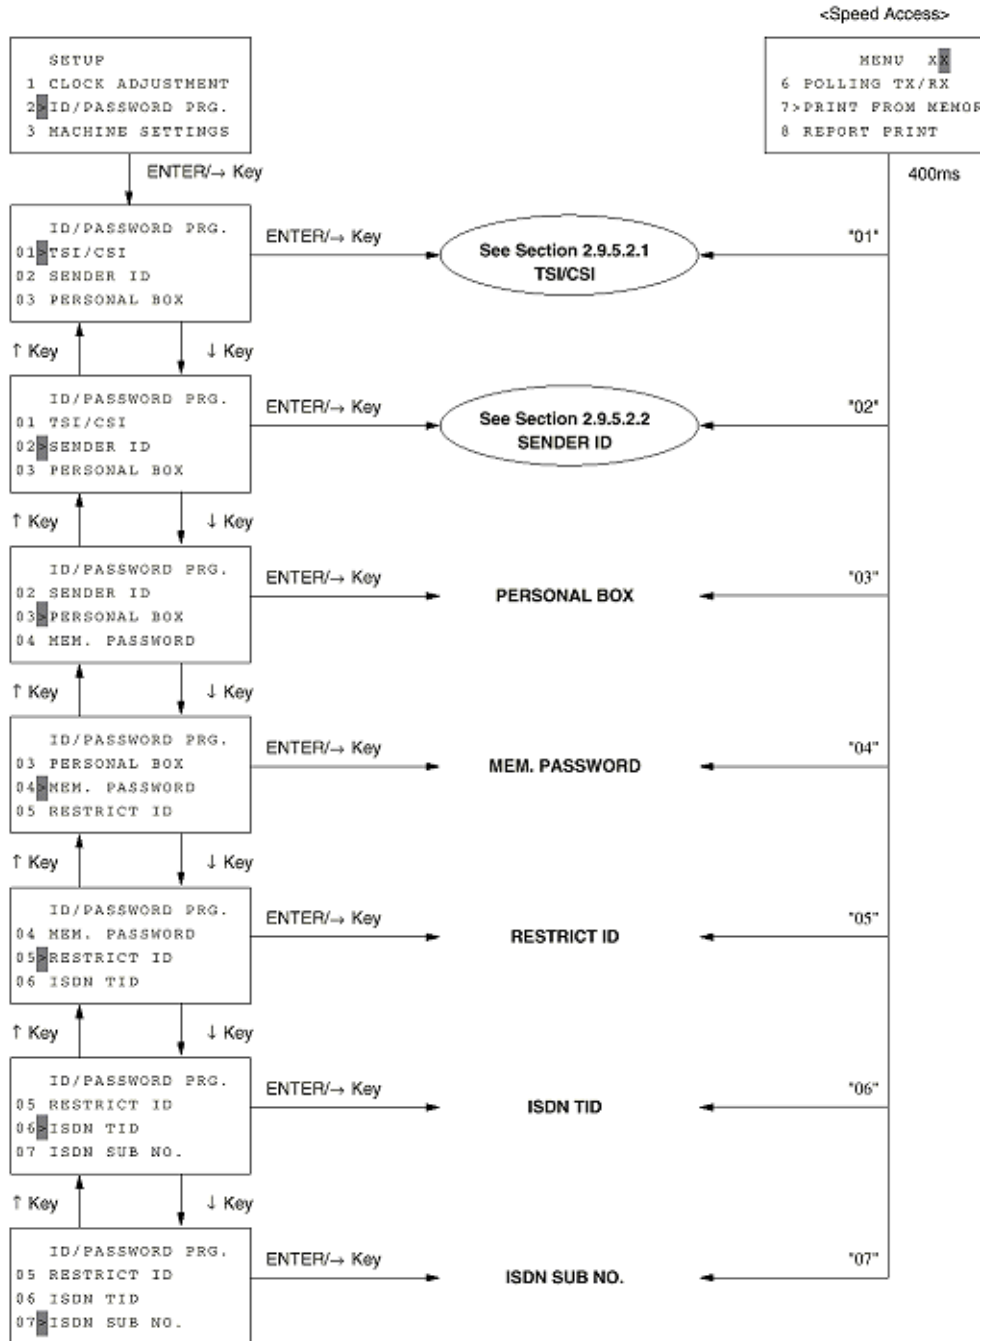 <Speed Access>
SETUP
1 CLOCK ADJUSTMENT
2>ID/PASSWORD PRG.
3 MACHINE SETTINGS
MENU XX
6 POLLING TX/RX
7>PRINT FROM MEMOR
8 REPORT PRINT
ENTER/→ Key
400ms
ID/PASSWORD PRG.
01>TSI/CSI
02 SENDER ID
03 PERSONAL BOX
ENTER/→ Key
See Section 2.9.5.2.1
TSI/CSI
"01"
↑ Key
↓ Key
ID/PASSWORD PRG.
01 TSI/CSI
02>SENDER ID
03 PERSONAL BOX
ENTER/→ Key
See Section 2.9.5.2.2
SENDER ID
"02"
↑ Key
↓ Key
ID/PASSWORD PRG.
02 SENDER ID
03>PERSONAL BOX
04 MEM. PASSWORD
ENTER/→ Key
PERSONAL BOX
"03"
↑ Key
↓ Key
ID/PASSWORD PRG.
03 PERSONAL BOX
04>MEM. PASSWORD
05 RESTRICT ID
ENTER/→ Key
MEM. PASSWORD
"04"
↑ Key
↓ Key
ID/PASSWORD PRG.
04 MEM. PASSWORD
05>RESTRICT ID
06 ISDN TID
ENTER/→ Key
RESTRICT ID
"05"
↑ Key
↓ Key
ID/PASSWORD PRG.
05 RESTRICT ID
06>ISDN TID
07 ISDN SUB NO.
ENTER/→ Key
ISDN TID
"06"
↑ Key
↓ Key
ID/PASSWORD PRG.
05 RESTRICT ID
06 ISDN TID
07>ISDN SUB NO.
ENTER/→ Key
ISDN SUB NO.
"07"